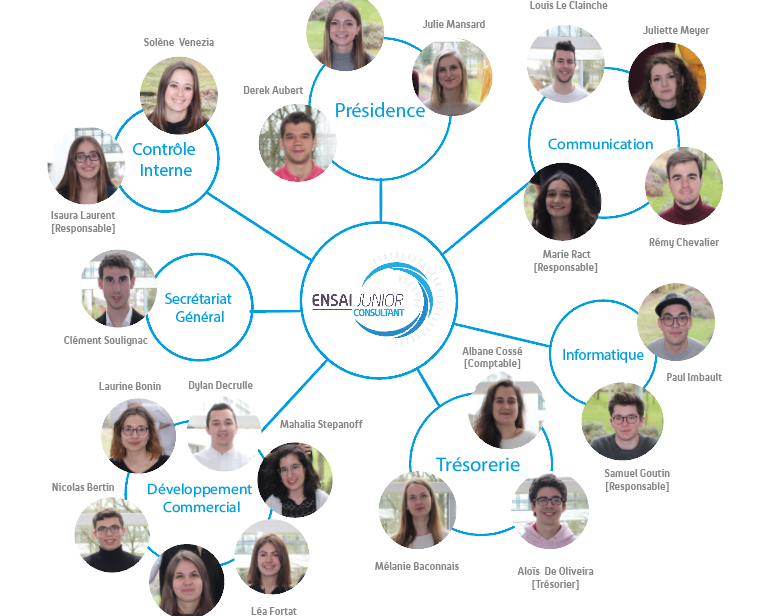 Louis Le Clainche
Julie Mansard
Juliette Meyer
Solène Venezia
Derek Aubert
Présidence
Contrôle
Interne
Communication
Isaura Laurent
[Responsable]
Rémy Chevalier
Marie Ract
[Responsable]
Secrétariat
Général
ENSAI JUNIOR
CONSULTANT
Clément Soulignac
Albane Cossé
[Comptable]
Informatique
Paul Imbault
Laurine Bonin
Dylan Decrulle
Mahalia Stepanoff
Trésorerie
Samuel Goutin
[Responsable]
Nicolas Bertin
Développement
Commercial
Mélanie Baconnais
Aloïs De Oliveira
[Trésorier]
Léa Fortat